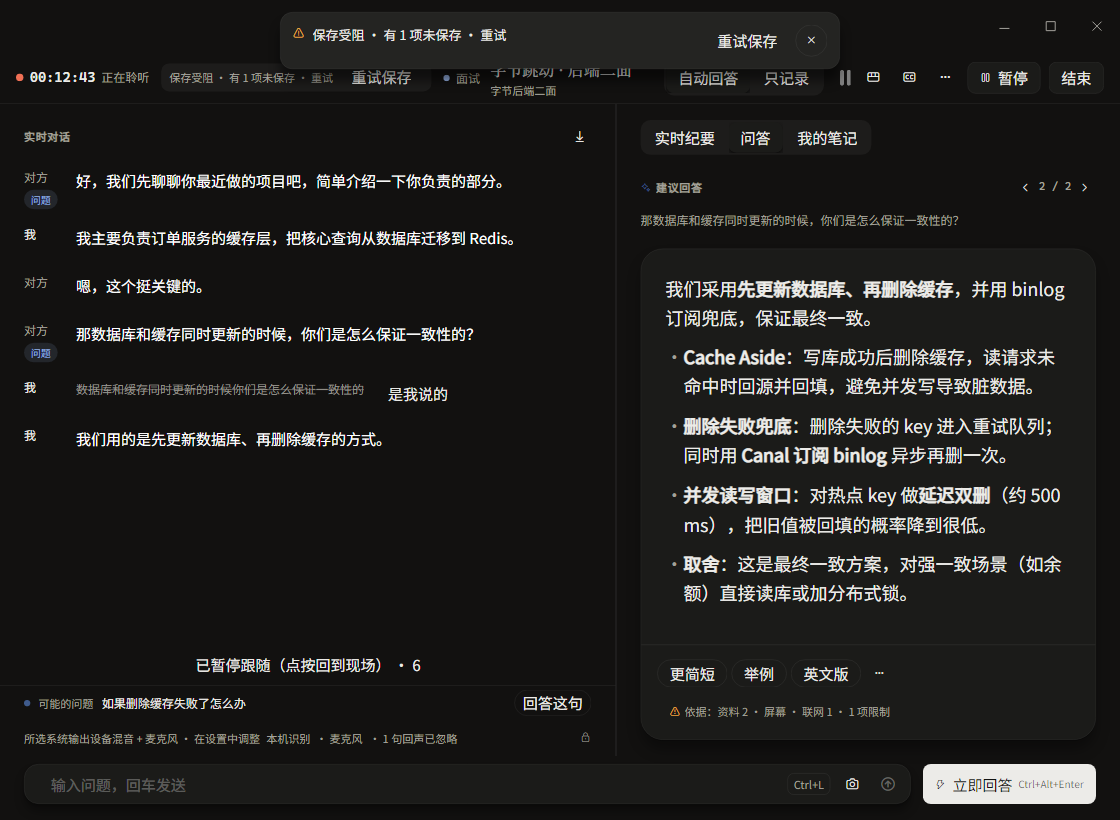 保存受阻 · 有 1 项未保存 · 重试
重试保存
00:12:43 正在聆听
保存受阻 · 有 1 项未保存 · 重试
重试保存
面试
字节跳动 · 后端二面
字节后端二面
自动回答
只记录
暂停
结束
实时对话
对方
问题
好，我们先聊聊你最近做的项目吧，简单介绍一下你负责的部分。
我
我主要负责订单服务的缓存层，把核心查询从数据库迁移到 Redis。
对方
嗯，这个挺关键的。
对方
问题
那数据库和缓存同时更新的时候，你们是怎么保证一致性的？
我
数据库和缓存同时更新的时候你们是怎么保证一致性的
是我说的
我
我们用的是先更新数据库、再删除缓存的方式。
已暂停跟随（点按回到现场） · 6
可能的问题 如果删除缓存失败了怎么办
回答这句
所选系统输出设备混音 + 麦克风 · 在设置中调整 本机识别 · 麦克风 · 1 句回声已忽略
实时纪要
问答
我的笔记
建议回答
2 / 2
那数据库和缓存同时更新的时候，你们是怎么保证一致性的？
我们采用先更新数据库、再删除缓存，并用 binlog
订阅兜底，保证最终一致。
· Cache Aside：写库成功后删除缓存，读请求未
命中时回源并回填，避免并发写导致脏数据。
· 删除失败兜底：删除失败的 key 进入重试队列；
同时用 Canal 订阅 binlog 异步再删一次。
· 并发读写窗口：对热点 key 做延迟双删（约 500
ms），把旧值被回填的概率降到很低。
· 取舍：这是最终一致方案，对强一致场景（如余
额）直接读库或加分布式锁。
更简短
举例
英文版
···
依据：资料 2 · 屏幕 · 联网 1 · 1 项限制
输入问题，回车发送
Ctrl+L
立即回答 Ctrl+Alt+Enter